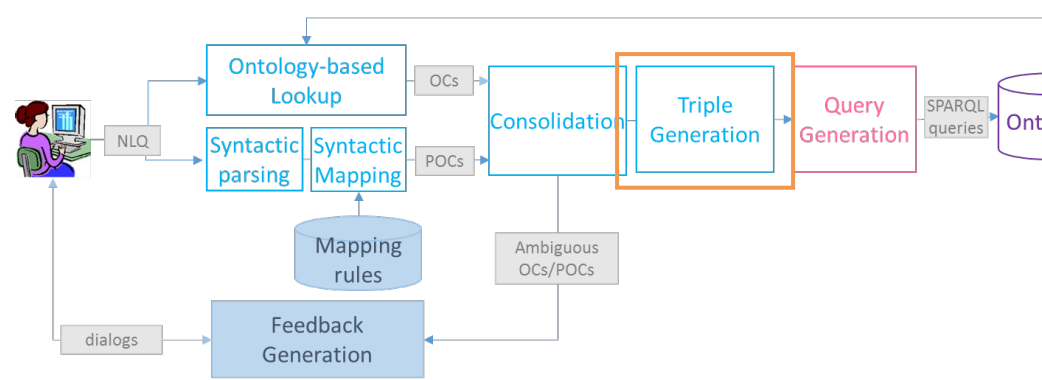 Ontology-based
Lookup
OCs
NLQ
Syntactic
parsing
Syntactic
Mapping
POCs
Consolidation
Triple
Generation
Query
Generation
SPARQL
queries
Ont
Mapping
rules
Ambiguous
OCs/POCs
Feedback
Generation
dialogs